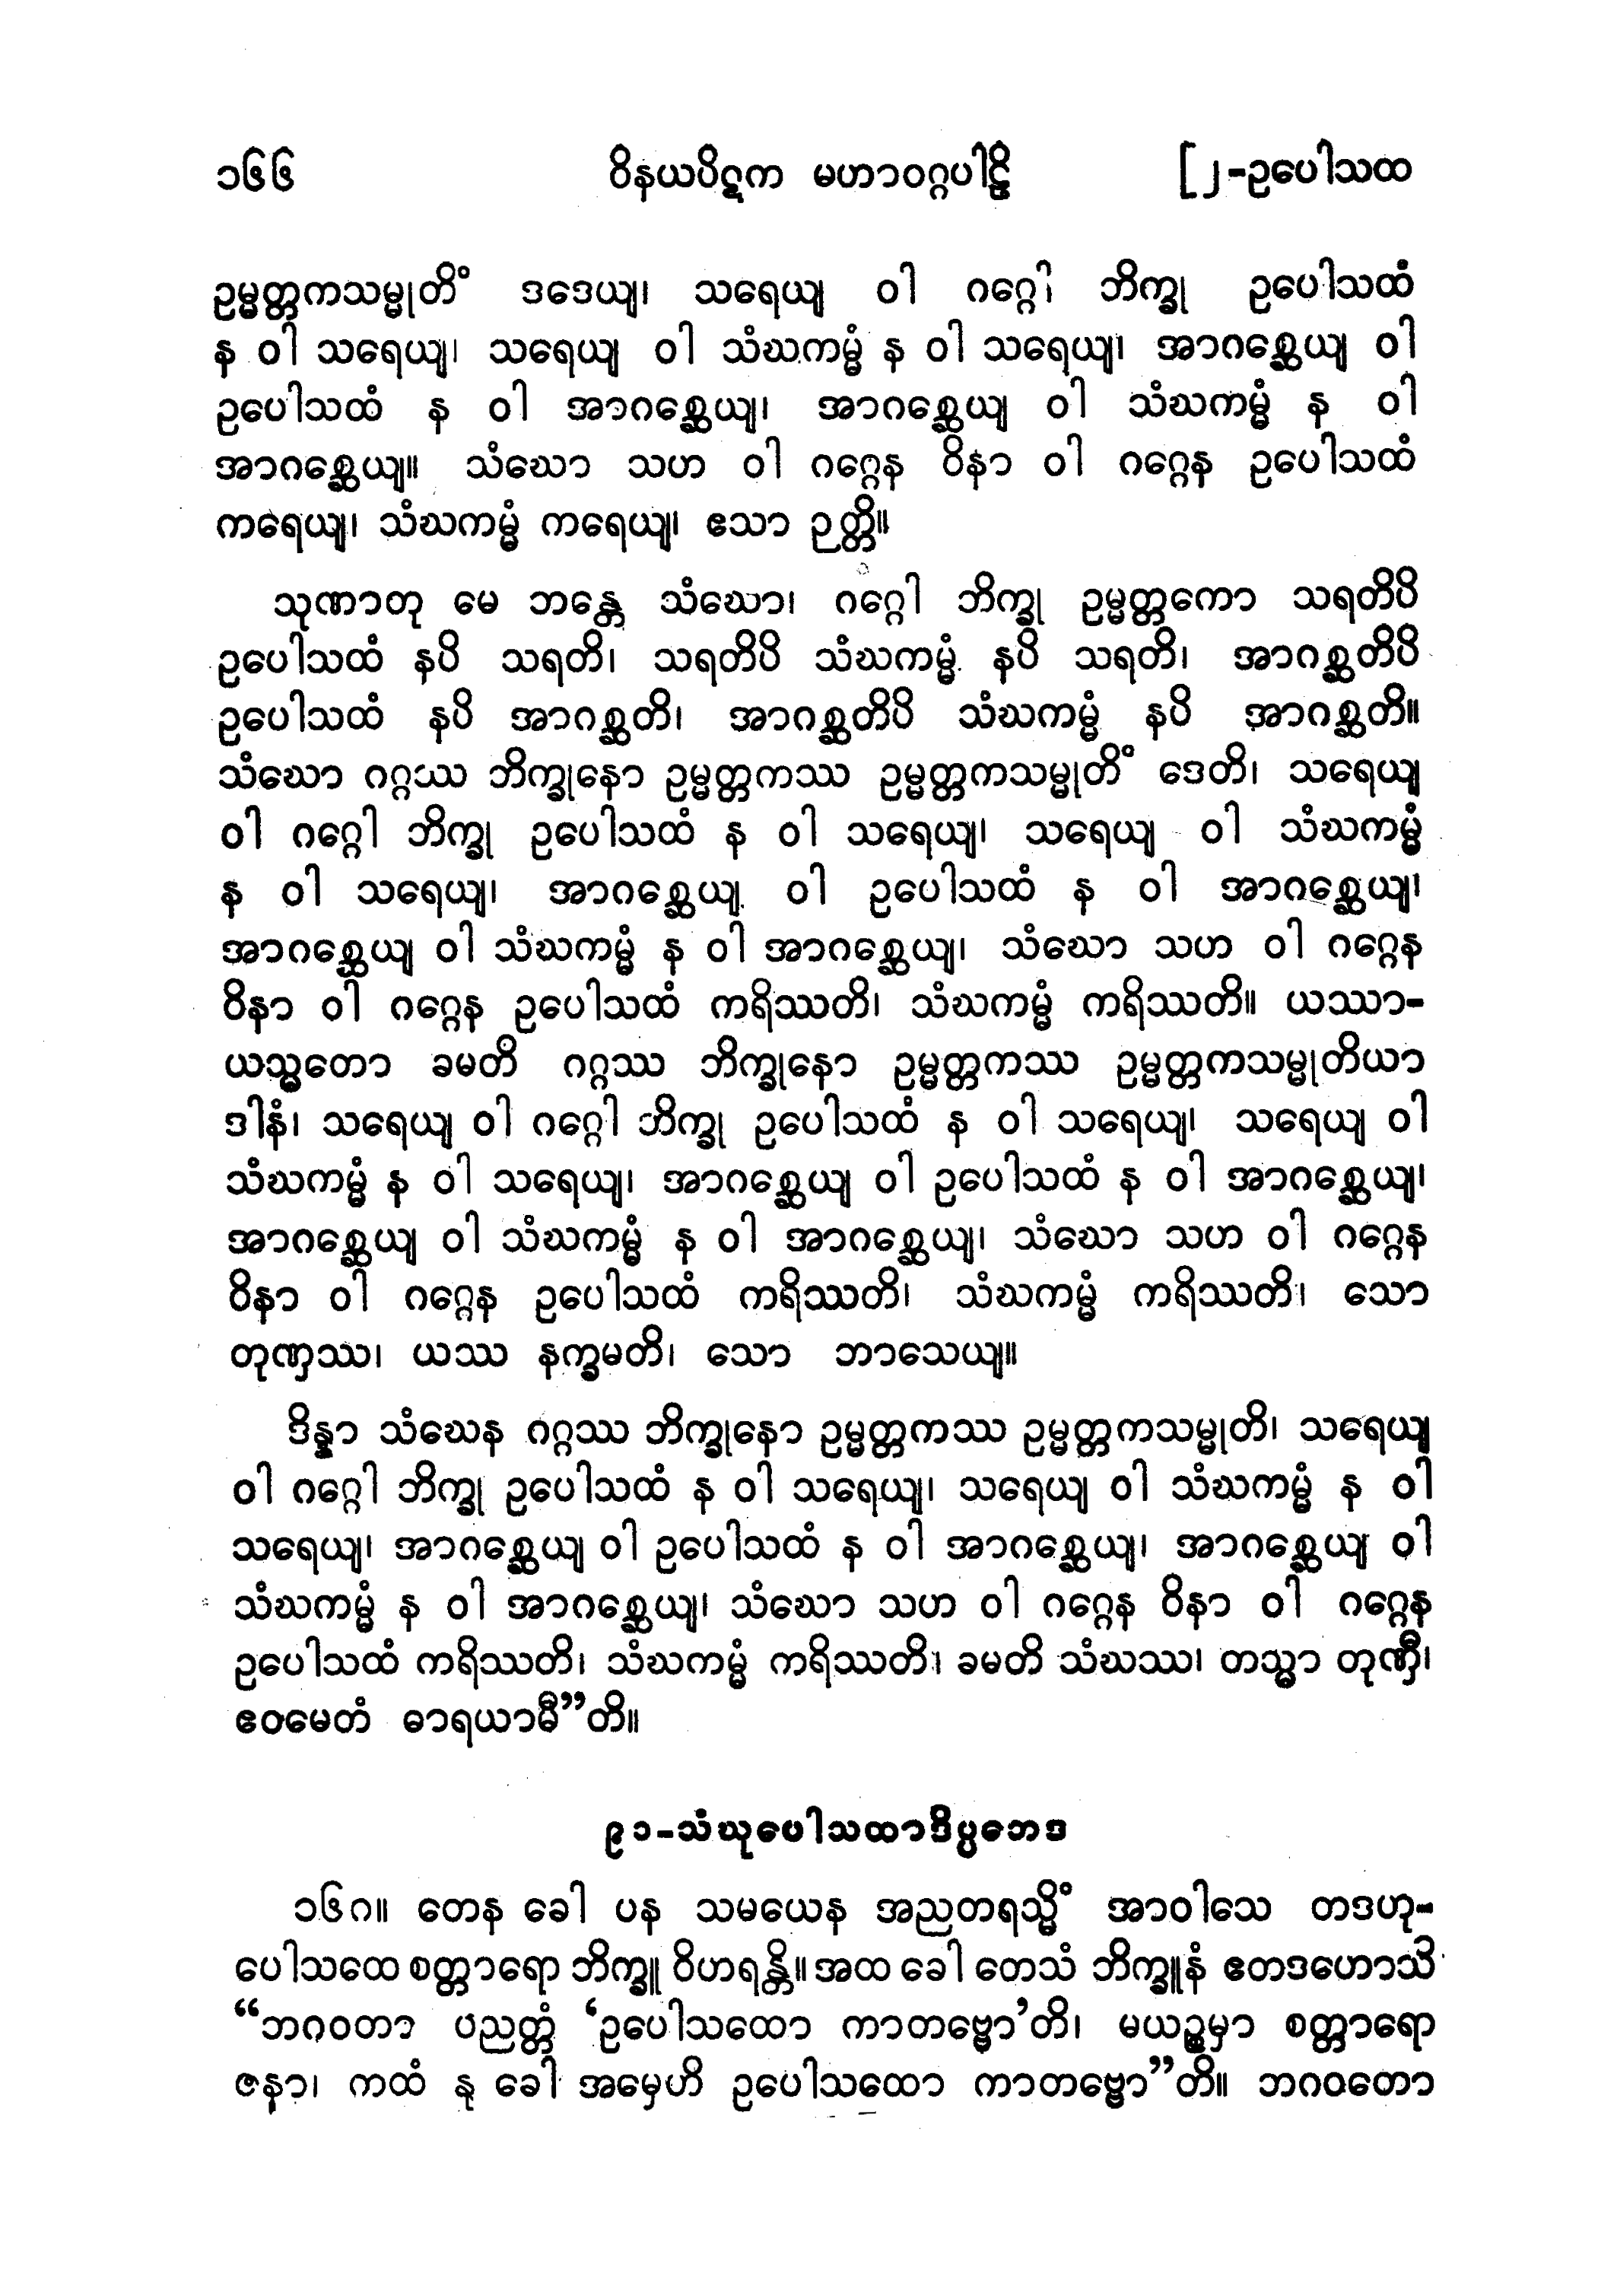 ၁၆၆ ဝိနယပိဋက မဟာဝဂ္ဂပါဠိ [၂-ဥပေါသထ
ဥမ္မတ္တကသမ္မုတိံ ဒဒေယျ၊ သရေယျ ဝါ ဂဂ္ဂေါ ဘိက္ခု ဥပေါသထံ
န ဝါ သရေယျ၊ သရေယျ ဝါ သံဃကမ္မံ န ဝါ သရေယျ၊ အာဂစ္ဆေယျ ဝါ
ဥပေါသထံ န ဝါ အာဂစ္ဆေယျ၊ အာဂစ္ဆေယျ ဝါ သံဃကမ္မံ န ဝါ
အာဂစ္ဆေယျ။ သံဃော သဟ ဝါ ဂဂ္ဂေန ဝိနာ ဝါ ဂဂ္ဂေန ဥပေါသထံ
ကရေယျ၊ သံဃကမ္မံ ကရေယျ၊ ဧသာ ဉတ္တိ။
သုဏာတု မေ ဘန္တေ သံဃော၊ ဂဂ္ဂေါ ဘိက္ခု ဥမ္မတ္တကော သရတိပိ
ဥပေါသထံ နပိ သရတိ၊ သရတိပိ သံဃကမ္မံ နပိ သရတိ၊ အာဂစ္ဆတိပိ
ဥပေါသထံ နပိ အာဂစ္ဆတိ၊ အာဂစ္ဆတိပိ သံဃကမ္မံ နပိ အာဂစ္ဆတိ။
သံဃော ဂဂ္ဂဿ ဘိက္ခုနော ဥမ္မတ္တကဿ ဥမ္မတ္တကသမ္မုတိံ ဒေတိ၊ သရေယျ
ဝါ ဂဂ္ဂေါ ဘိက္ခု ဥပေါသထံ န ဝါ သရေယျ၊ သရေယျ ဝါ သံဃကမ္မံ
န ဝါ သရေယျ၊ အာဂစ္ဆေယျ ဝါ ဥပေါသထံ န ဝါ အာဂစ္ဆေယျ၊
အာဂစ္ဆေယျ ဝါ သံဃကမ္မံ န ဝါ အာဂစ္ဆေယျ၊ သံဃော သဟ ဝါ ဂဂ္ဂေန
ဝိနာ ဝါ ဂဂ္ဂေန ဥပေါသထံ ကရိဿတိ၊ သံဃကမ္မံ ကရိဿတိ။ ယဿာ-
ယသ္မတော ခမတိ ဂဂ္ဂဿ ဘိက္ခုနော ဥမ္မတ္တကဿ ဥမ္မတ္တကသမ္မုတိယာ
ဒါနံ၊ သရေယျ ဝါ ဂဂ္ဂေါ ဘိက္ခု ဥပေါသထံ န ဝါ သရေယျ၊ သရေယျ ဝါ
သံဃကမ္မံ န ဝါ သရေယျ၊ အာဂစ္ဆေယျ ဝါ ဥပေါသထံ န ဝါ အာဂစ္ဆေယျ၊
အာဂစ္ဆေယျ ဝါ သံဃကမ္မံ န ဝါ အာဂစ္ဆေယျ၊ သံဃော သဟ ဝါ ဂဂ္ဂေန
ဝိနာ ဝါ ဂဂ္ဂေန ဥပေါသထံ ကရိဿတိ၊ သံဃကမ္မံ ကရိဿတိ၊ သော
တုဏှဿ၊ ယဿ နက္ခမတိ၊ သော ဘာသေယျ။
ဒိန္နာ သံဃေန ဂဂ္ဂဿ ဘိက္ခုနော ဥမ္မတ္တကဿ ဥမ္မတ္တကသမ္မုတိ၊ သရေယျ
ဝါ ဂဂ္ဂေါ ဘိက္ခု ဥပေါသထံ န ဝါ သရေယျ၊ သရေယျ ဝါ သံဃကမ္မံ န ဝါ
သရေယျ၊ အာဂစ္ဆေယျ ဝါ ဥပေါသထံ န ဝါ အာဂစ္ဆေယျ၊ အာဂစ္ဆေယျ ဝါ
သံဃကမ္မံ န ဝါ အာဂစ္ဆေယျ၊ သံဃော သဟ ဝါ ဂဂ္ဂေန ဝိနာ ဝါ ဂဂ္ဂေန
ဥပေါသထံ ကရိဿတိ၊ သံဃကမ္မံ ကရိဿတိ၊ ခမတိ သံဃဿ၊ တသ္မာ တုဏှီ၊
ဧဝမေတံ ဓာရယာမီ”တိ။
၉၁-သံဃုပေါသထာဒိပ္ပဘေဒ
၁၆၈။ တေန ခေါ ပန သမယေန အညတရသ္မိံ အာဝါသေ တဒဟု-
ပေါသထေ စတ္တာရော ဘိက္ခူ ဝိဟရန္တိ။ အထ ခေါ တေသံ ဘိက္ခူနံ ဧတဒဟောသိ
“ဘဂဝတာ ပညတ္တံ ‘ဥပေါသထော ကာတဗ္ဗော’တိ၊ မယဉ္စမှာ စတ္တာရော
ဇနာ၊ ကထံ နု ခေါ အမှေဟိ ဥပေါသထော ကာတဗ္ဗော”တိ။ ဘဂဝတော